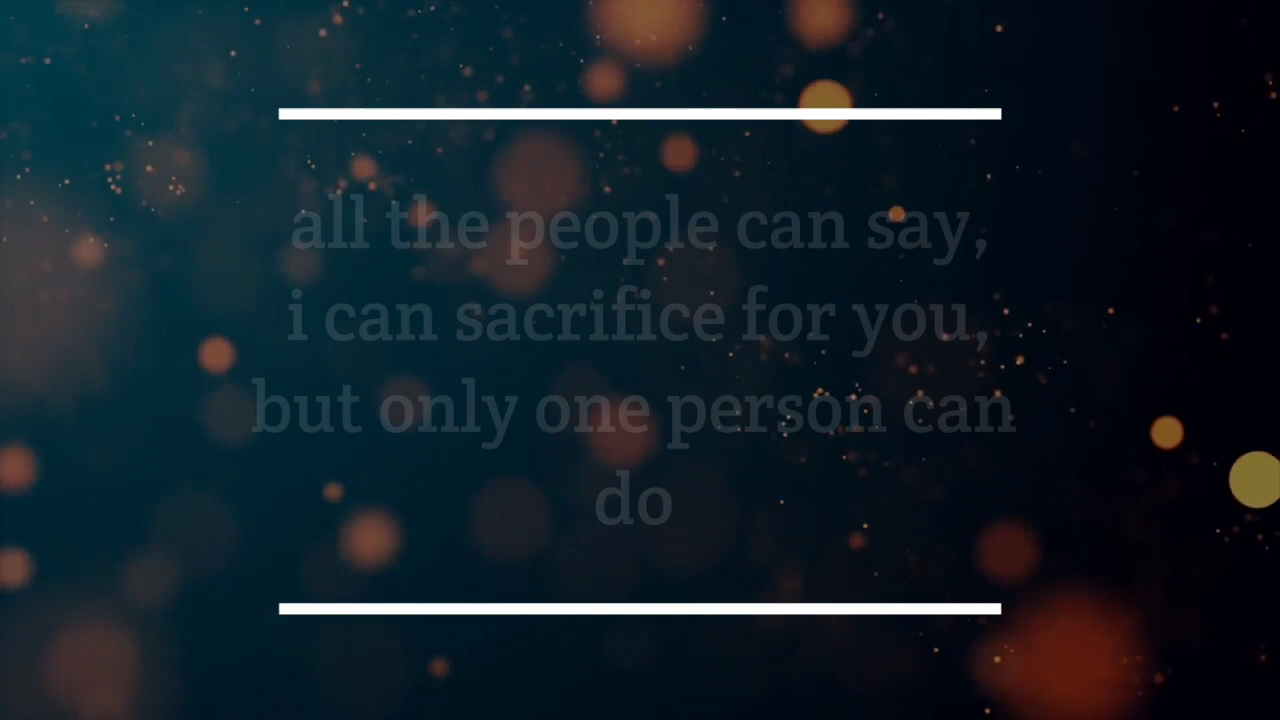 all the people can say,
i can sacrifice for you,
but only one person can
do